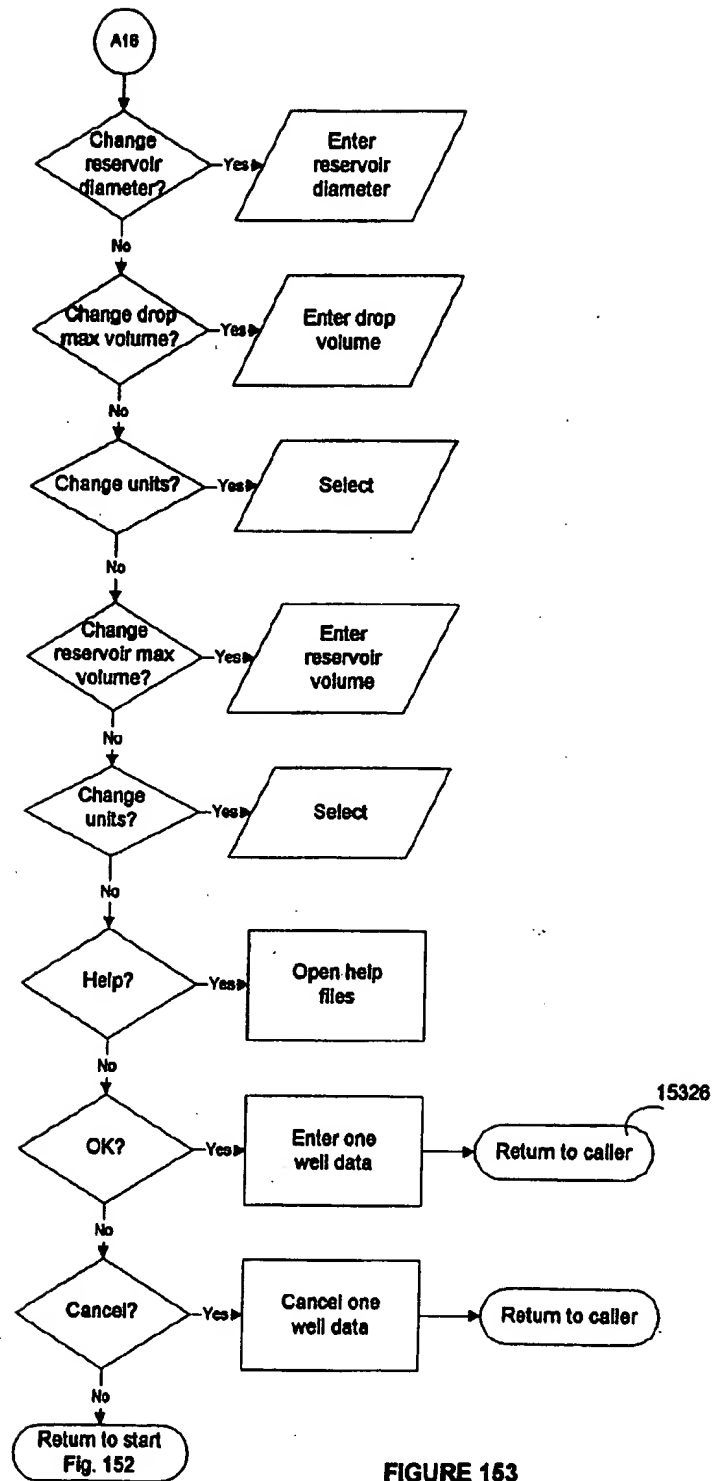 A16
Change
reservoir
diameter?
Yes
Enter
reservoir
diameter
No
Change drop
max volume?
Yes
Enter drop
volume
No
Change units?
Yes
Select
No
Change
reservoir max
volume?
Yes
Enter
reservoir
volume
No
Change
units?
Yes
Select
No
Help?
Yes
Open help
files
No
15326
OK?
Yes
Enter one
well data
Return to caller
No
Cancel?
Yes
Cancel one
well data
Return to caller
No
Return to start
Fig. 152
FIGURE 153